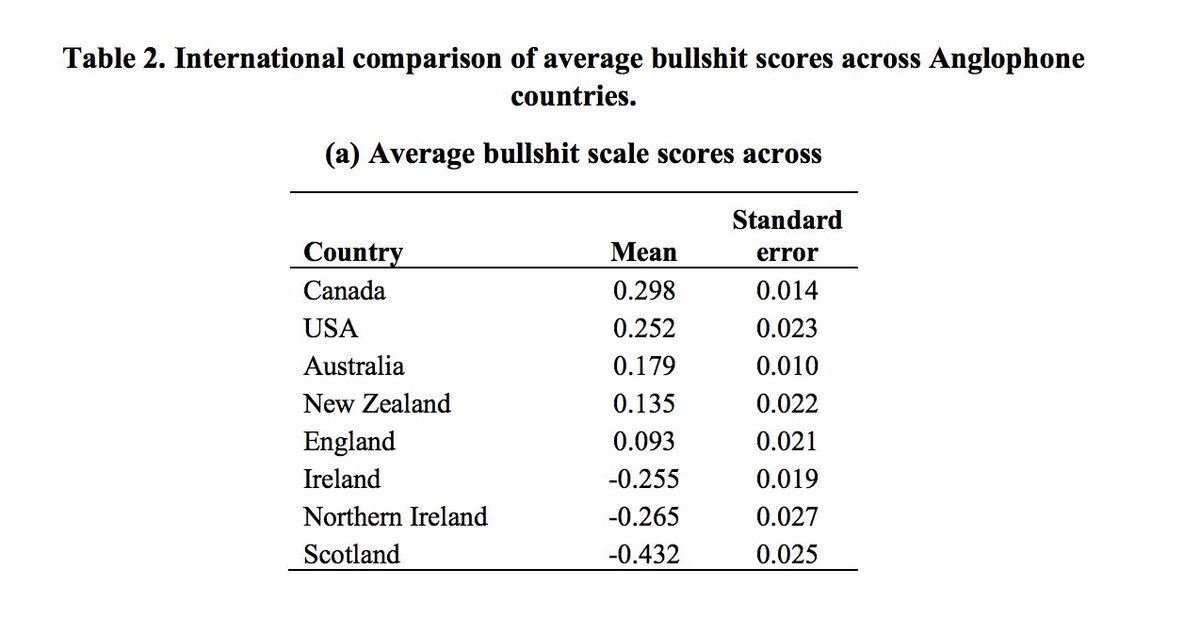 Table 2. International comparison of average bullshit scores across Anglophone
countries.
(a) Average bullshit scale scores across
Standard
Country Mean error
Canada 0.298 0.014
USA 0.252 0.023
Australia 0.179 0.010
New Zealand 0.135 0.022
England 0.093 0.021
Ireland -0.255 0.019
Northern Ireland -0.265 0.027
Scotland -0.432 0.025